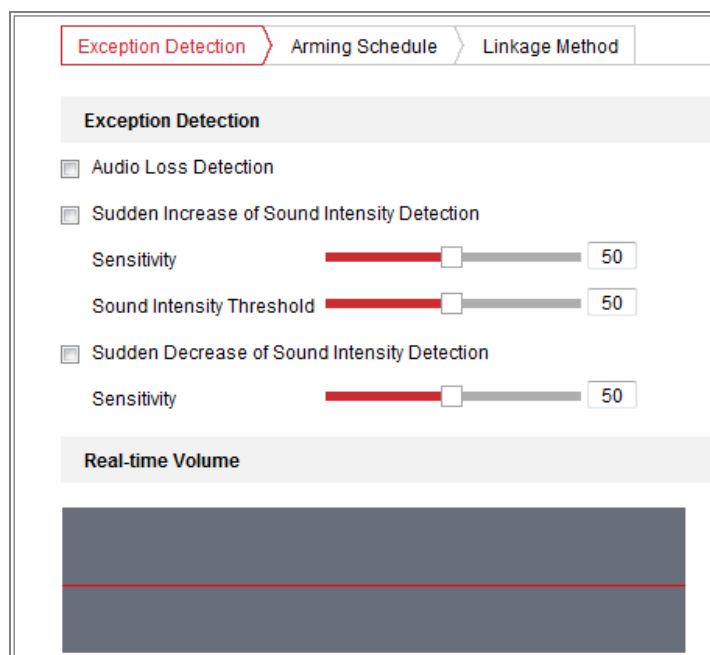 Exception Detection Arming Schedule Linkage Method
Exception Detection
Audio Loss Detection
Sudden Increase of Sound Intensity Detection
Sensitivity 50
Sound Intensity Threshold 50
Sudden Decrease of Sound Intensity Detection
Sensitivity 50
Real-time Volume